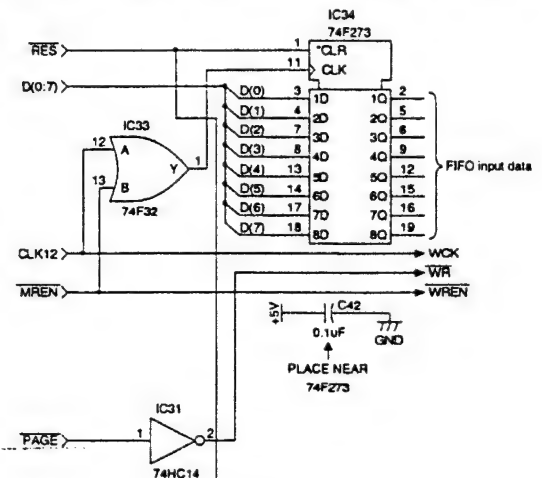 IC34
74F273
RES
1
*CLR
11
CLK
D(0:7)
D(0) 3 1D 1Q 2
D(1) 4 2D 2Q 5
D(2) 7 3D 3Q 6
D(3) 8 4D 4Q 9
D(4) 13 5D 5Q 12
D(5) 14 6D 6Q 15
D(6) 17 7D 7Q 16
D(7) 18 8D 8Q 19
FIFO input data
IC33
12 A
13 B
Y 1
74F32
CLK12
WCK
WR
MREN
WREN
+5V
C42
0.1uF
GND
PLACE NEAR
74F273
IC31
PAGE
1
2
74HC14